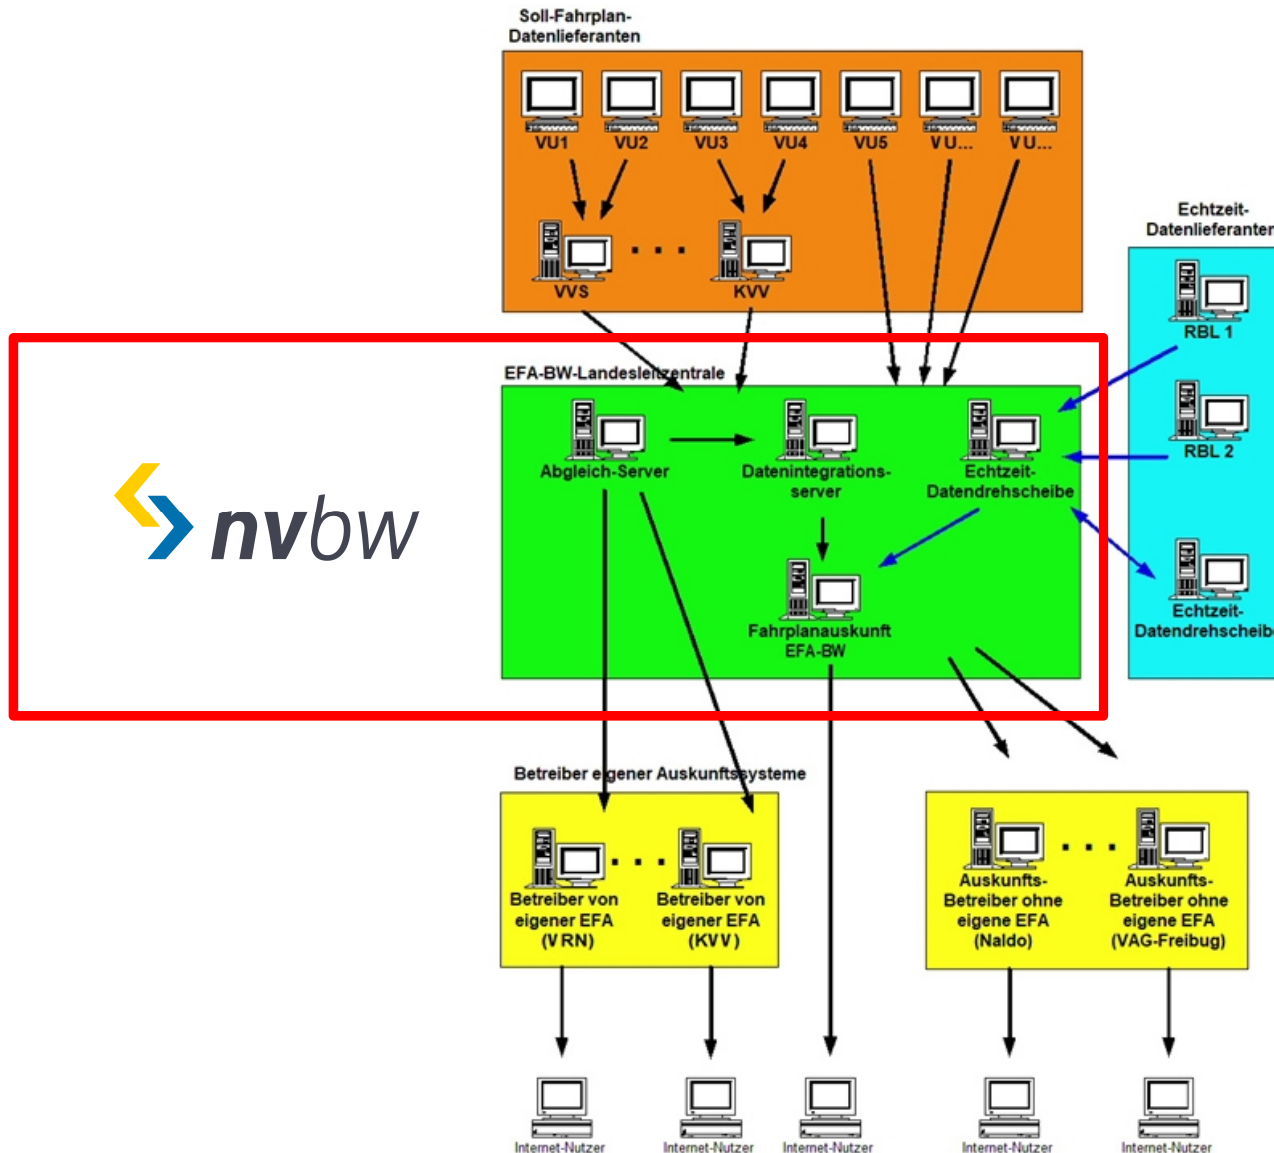 Soll-Fahrplan-
Datenlieferanten
VU1 VU2 VU3 VU4 VU5 VU... VU...
VVS ... KVV
Echtzeit-
Datenlieferanten
RBL 1
RBL 2
Echtzeit-
Datendrehscheibe
EFA-BW-Landesleitzentrale
nvbw
Abgleich-Server
Datenintegrations-
server
Echtzeit-
Datendrehscheibe
Fahrplanauskunft
EFA-BW
Betreiber eigener Auskunftssysteme
Betreiber von
eigener EFA
(VRN)
...
Betreiber von
eigener EFA
(KVV)
Auskunfts-
Betreiber ohne
eigene EFA
(Naldo)
...
Auskunfts-
Betreiber ohne
eigene EFA
(VAG-Freibug)
Internet-Nutzer Internet-Nutzer Internet-Nutzer Internet-Nutzer Internet-Nutzer